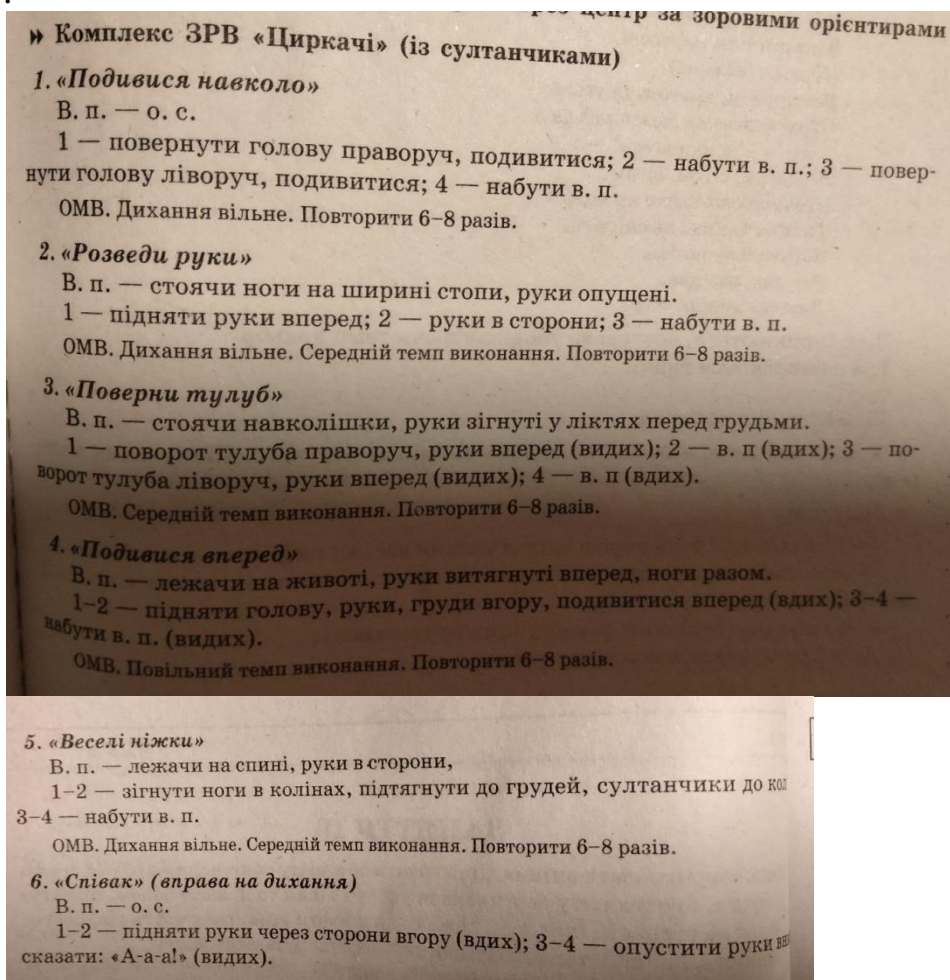 центр за зоровими орієнтирами
» Комплекс ЗРВ «Циркачі» (із султанчиками)
1. «Подивися навколо»
В. п. — о. с.
1 — повернути голову праворуч, подивитися; 2 — набути в. п.; 3 — повер-
нути голову ліворуч, подивитися; 4 — набути в. п.
ОМВ. Дихання вільне. Повторити 6–8 разів.
2. «Розведи руки»
В. п. — стоячи ноги на ширині стопи, руки опущені.
1 — підняти руки вперед; 2 — руки в сторони; 3 — набути в. п.
ОМВ. Дихання вільне. Середній темп виконання. Повторити 6–8 разів.
3. «Поверни тулуб»
В. п. — стоячи навколішки, руки зігнуті у ліктях перед грудьми.
1 — поворот тулуба праворуч, руки вперед (видих); 2 — в. п (вдих); 3 — по-
ворот тулуба ліворуч, руки вперед (видих); 4 — в. п (вдих).
ОМВ. Середній темп виконання. Повторити 6–8 разів.
4. «Подивися вперед»
В. п. — лежачи на животі, руки витягнуті вперед, ноги разом.
1–2 — підняти голову, руки, груди вгору, подивитися вперед (вдих); 3–4 —
набути в. п. (видих).
ОМВ. Повільний темп виконання. Повторити 6–8 разів.
5. «Веселі ніжки»
В. п. — лежачи на спині, руки в сторони,
1–2 — зігнути ноги в колінах, підтягнути до грудей, султанчики до
3–4 — набути в. п.
ОМВ. Дихання вільне. Середній темп виконання. Повторити 6–8 разів.
6. «Співак» (вправа на дихання)
В. п. — о. с.
1–2 — підняти руки через сторони вгору (вдих); 3–4 — опустити руки
сказати: «А-а-а!» (видих).